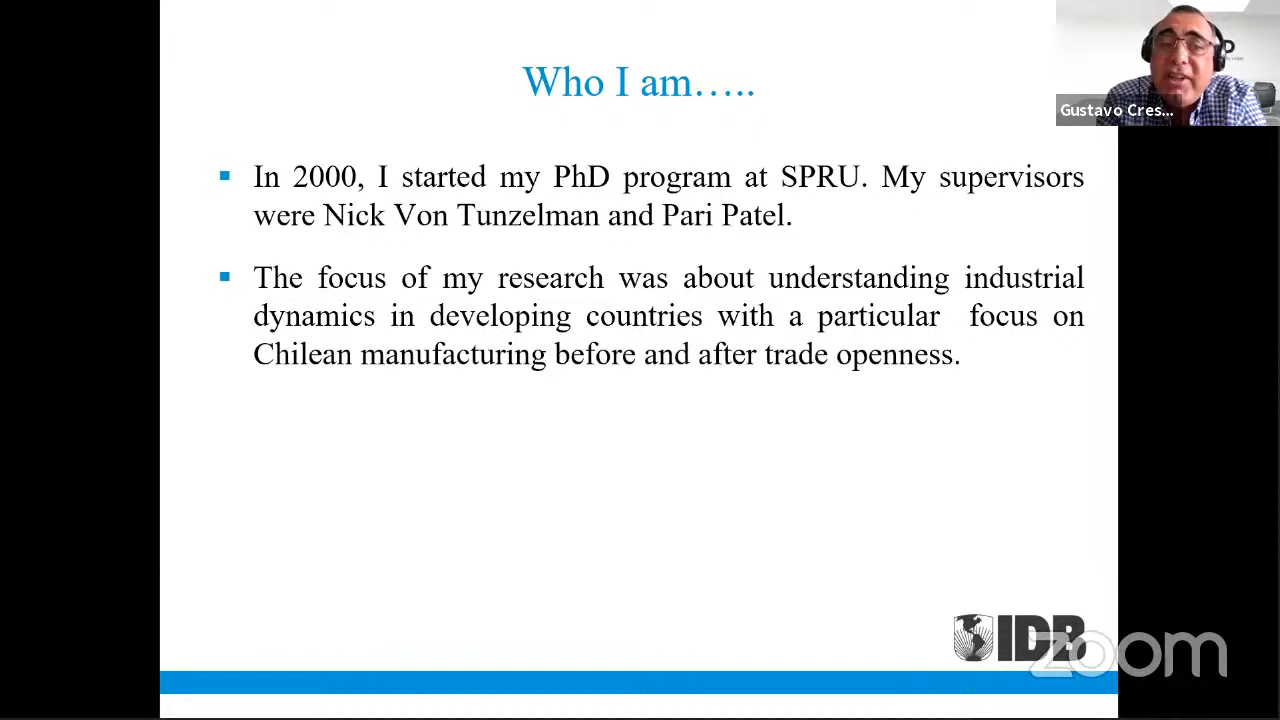 Who I am…..
Gustavo Cres...
In 2000, I started my PhD program at SPRU. My supervisors
were Nick Von Tunzelman and Pari Patel.
The focus of my research was about understanding industrial
dynamics in developing countries with a particular focus on
Chilean manufacturing before and after trade openness.
IDB
zoom